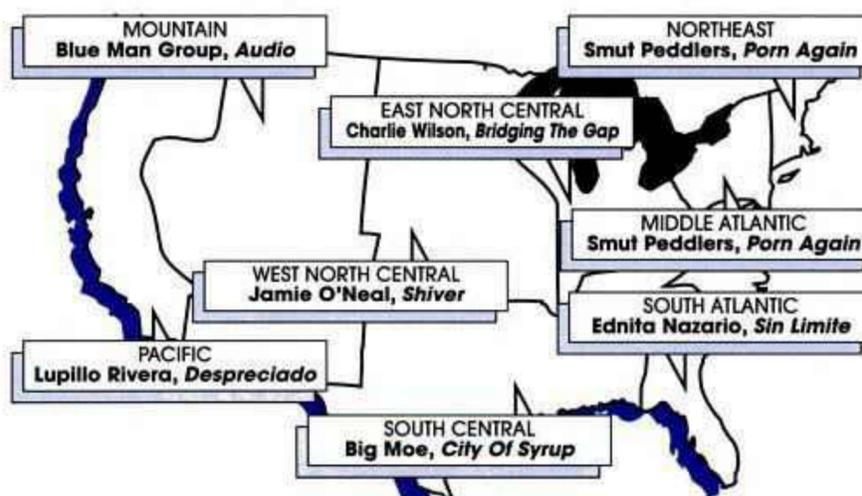 MOUNTAIN
Blue Man Group, Audio
NORTHEAST
Smut Peddlers, Porn Again
EAST NORTH CENTRAL
Charlie Wilson, Bridging The Gap
MIDDLE ATLANTIC
Smut Peddlers, Porn Again
WEST NORTH CENTRAL
Jamie O'Neal, Shiver
SOUTH ATLANTIC
Ednita Nazario, Sin Limite
PACIFIC
Lupillo Rivera, Despreciado
SOUTH CENTRAL
Big Moe, City Of Syrup